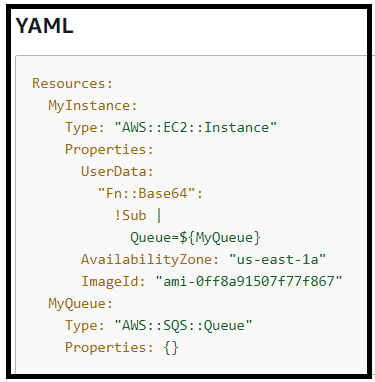 YAML
Resources:
  MyInstance:
    Type: "AWS::EC2::Instance"
    Properties:
      UserData:
        "Fn::Base64":
          !Sub |
            Queue=${MyQueue}
      AvailabilityZone: "us-east-1a"
      ImageId: "ami-0ff8a91507f77f867"
  MyQueue:
    Type: "AWS::SQS::Queue"
    Properties: {}